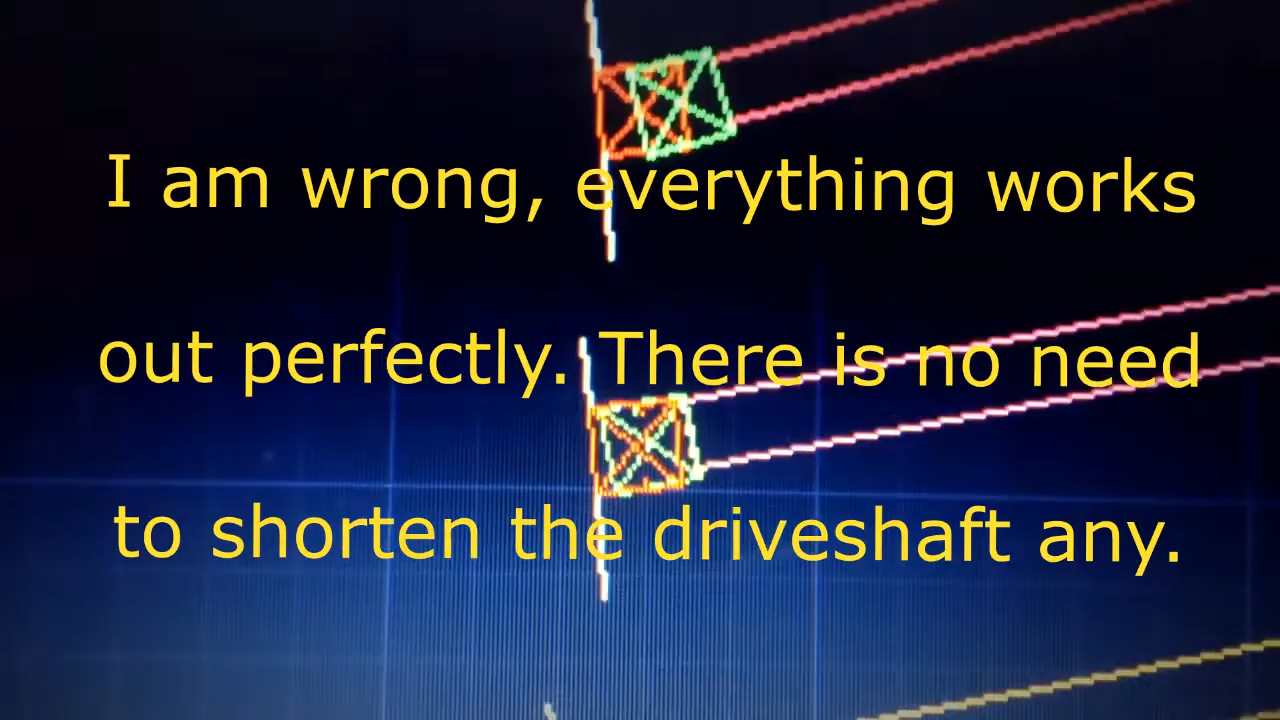 I am wrong, everything works
out perfectly. There is no need
to shorten the driveshaft any.